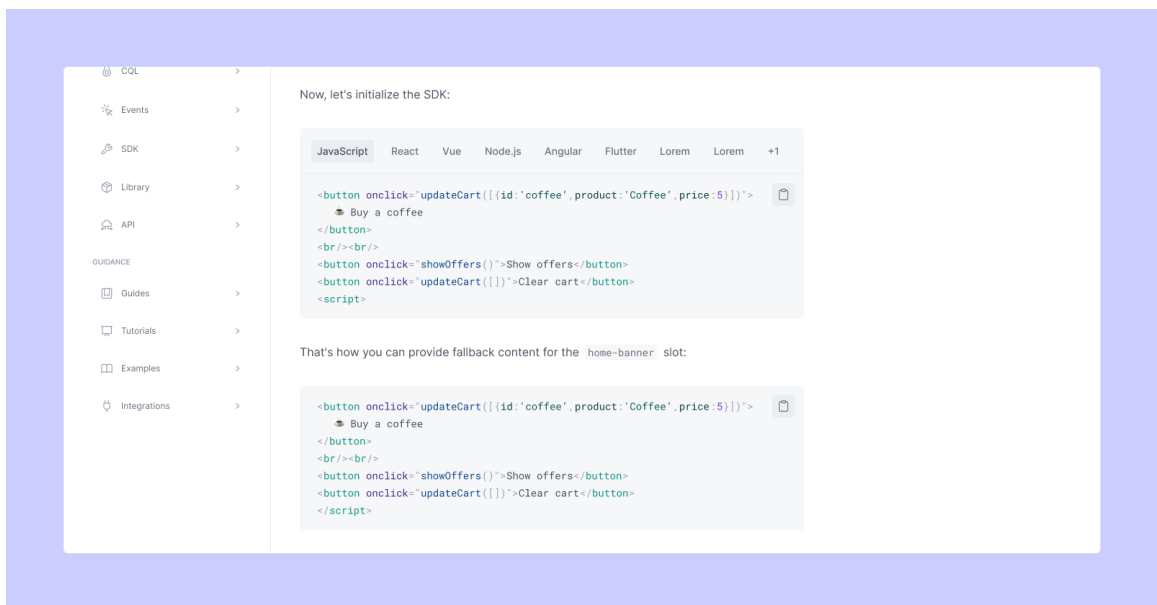 CQL
Events
SDK
Library
API
GUIDANCE
Guides
Tutorials
Examples
Integrations
Now, let's initialize the SDK:
JavaScript React Vue Node.js Angular Flutter Lorem Lorem +1
<button onclick="updateCart([{id:'coffee',product:'Coffee',price:5}])">
☕ Buy a coffee
</button>
<br/><br/>
<button onclick="showOffers()">Show offers</button>
<button onclick="updateCart([])">Clear cart</button>
<script>
That's how you can provide fallback content for the home-banner slot:
<button onclick="updateCart([{id:'coffee',product:'Coffee',price:5}])">
☕ Buy a coffee
</button>
<br/><br/>
<button onclick="showOffers()">Show offers</button>
<button onclick="updateCart([])">Clear cart</button>
</script>